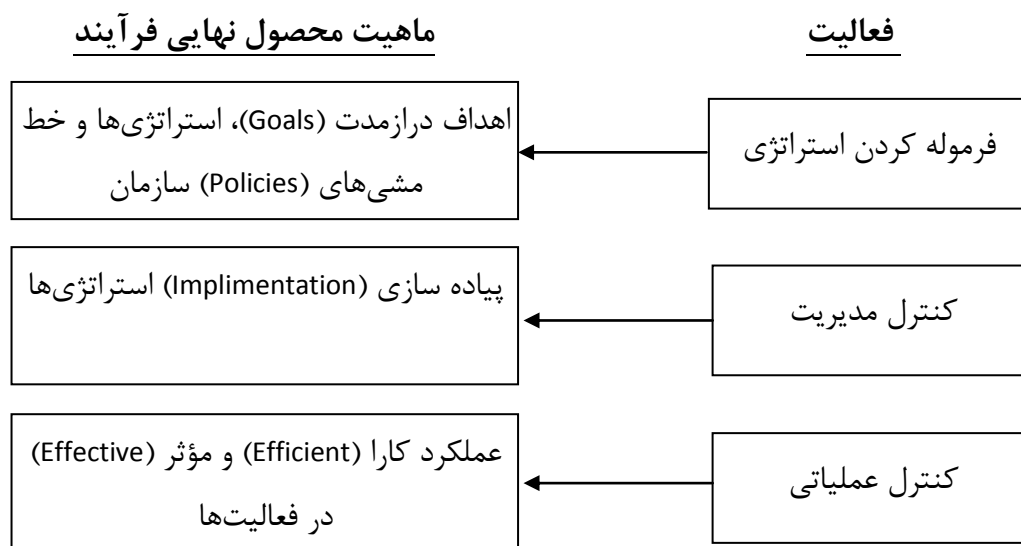 فعالیت
ماهیت محصول نهایی فرآیند
فرموله کردن استراتژی
اهداف درازمدت (Goals)، استراتژی‌ها و خط
مشی‌های (Policies) سازمان
کنترل مدیریت
پیاده سازی (Implimentation) استراتژی‌ها
کنترل عملیاتی
عملکرد کارا (Efficient) و مؤثر (Effective)
در فعالیت‌ها